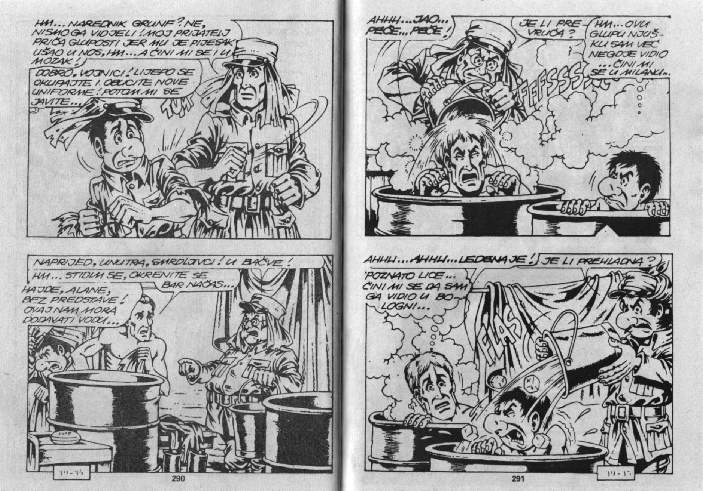 HM... NAREDNIK GRUNF? NE,
NISMO GA VIDJELI! MOJ PRIJATELJ
PRIČA GLUPOSTI JER MU JE PIJESAK
UŠAO U NOS, HM... A ČINI MI SE I U
MOZAK!
DOBRO, VOJNICI! LIJEPO SE
OKUPAJTE I OBUCITE NOVE
UNIFORME! POTOM MI SE
JAVITE...
NAPRIJED, UNUTRA, SMRDLJIVCI! U BAČVE!
HM... STIDIM SE, OKRENITE SE
BAR NAČAS...
HAJDE, ALANE,
BEZ PREDSTAVE!
OVAJ NAM MORA
DODAVATI VODU...
290
AHHH... JAO...
PEČE... PEČE!
JE LI PRE-
VRUĆA?
HM... OVU
GLUPU NJUŠ-
KU SAM VEĆ
NEGDJE VIDIO
...ČINI MI
SE U MILANU...
FFFSSSS
AHHH... AHHH... LEDENA JE!
JE LI PREHLADNA?
POZNATO LICE...
ČINI MI SE DA SAM
GA VIDIO U BO-
LOGNI...
291